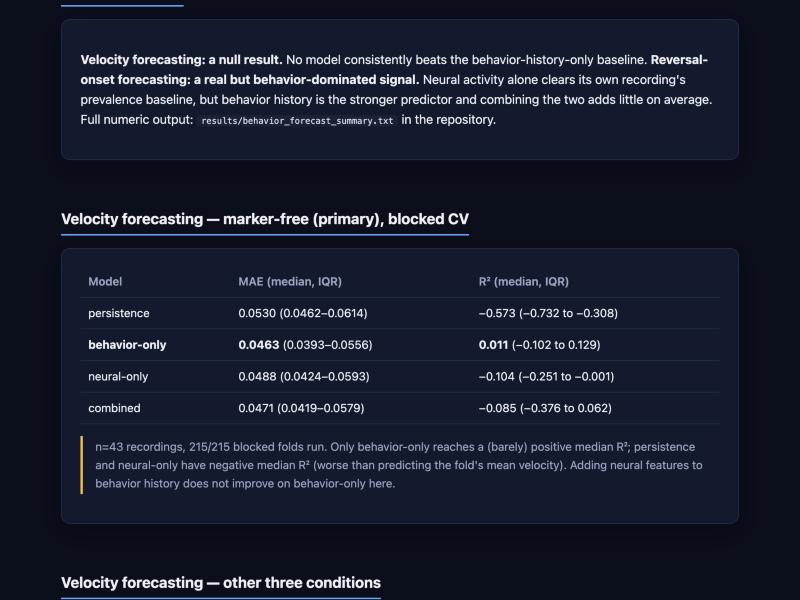 Velocity forecasting: a null result. No model consistently beats the behavior-history-only baseline. Reversal-
onset forecasting: a real but behavior-dominated signal. Neural activity alone clears its own recording's
prevalence baseline, but behavior history is the stronger predictor and combining the two adds little on average.
Full numeric output: results/behavior_forecast_summary.txt in the repository.
Velocity forecasting — marker-free (primary), blocked CV
Model MAE (median, IQR) R² (median, IQR)
persistence 0.0530 (0.0462–0.0614) −0.573 (−0.732 to −0.308)
behavior-only 0.0463 (0.0393–0.0556) 0.011 (−0.102 to 0.129)
neural-only 0.0488 (0.0424–0.0593) −0.104 (−0.251 to −0.001)
combined 0.0471 (0.0419–0.0579) −0.085 (−0.376 to 0.062)
n=43 recordings, 215/215 blocked folds run. Only behavior-only reaches a (barely) positive median R²; persistence
and neural-only have negative median R² (worse than predicting the fold's mean velocity). Adding neural features to
behavior history does not improve on behavior-only here.
Velocity forecasting — other three conditions